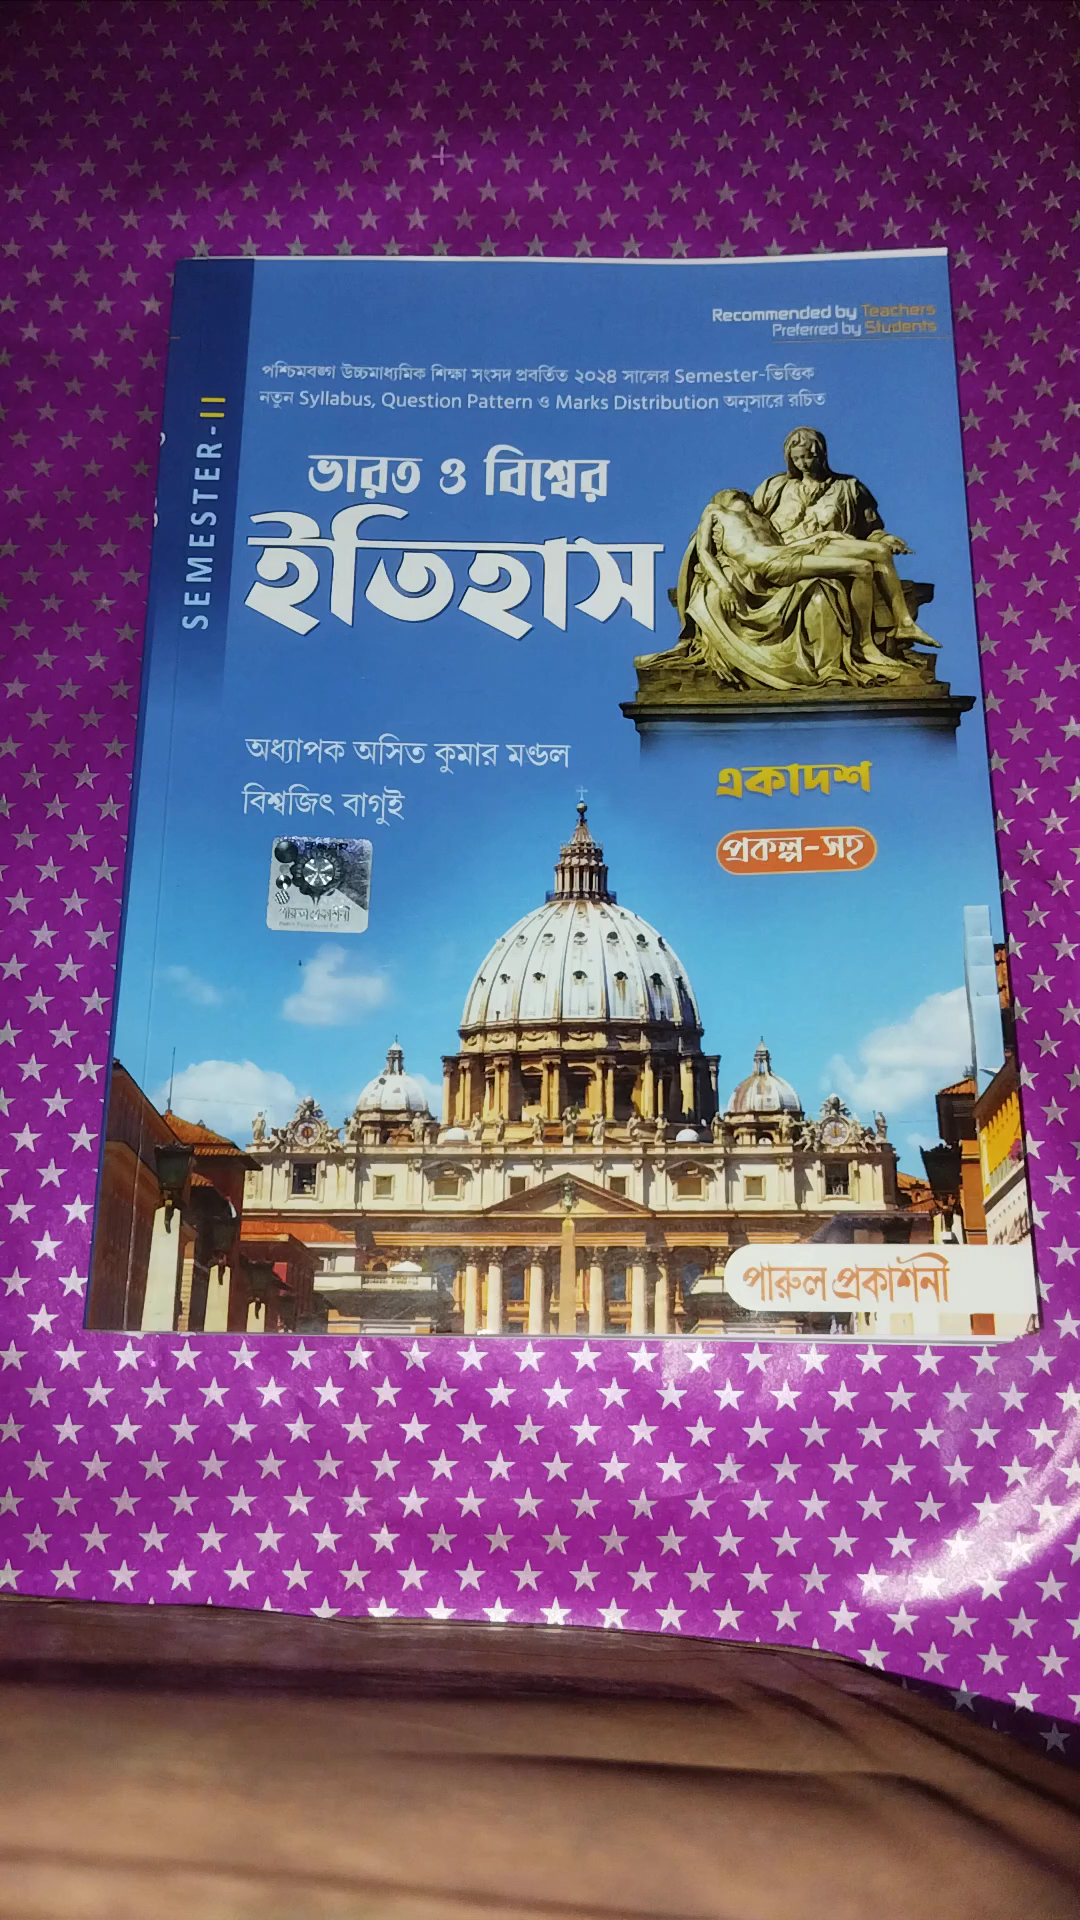 Recommended by Teachers
Preferred by Students
পশ্চিমবঙ্গ উচ্চমাধ্যমিক শিক্ষা সংসদ প্রবর্তিত ২০২৪ সালের Semester-ভিত্তিক
নতুন Syllabus, Question Pattern ও Marks Distribution অনুসারে রচিত
SEMESTER-II
ভারত ও বিশ্বের
ইতিহাস
অধ্যাপক অসিত কুমার মণ্ডল
বিশ্বজিৎ বাগুই
একাদশ
প্রকল্প-সহ
পারুল প্রকাশনী
পারুল প্রকাশনী